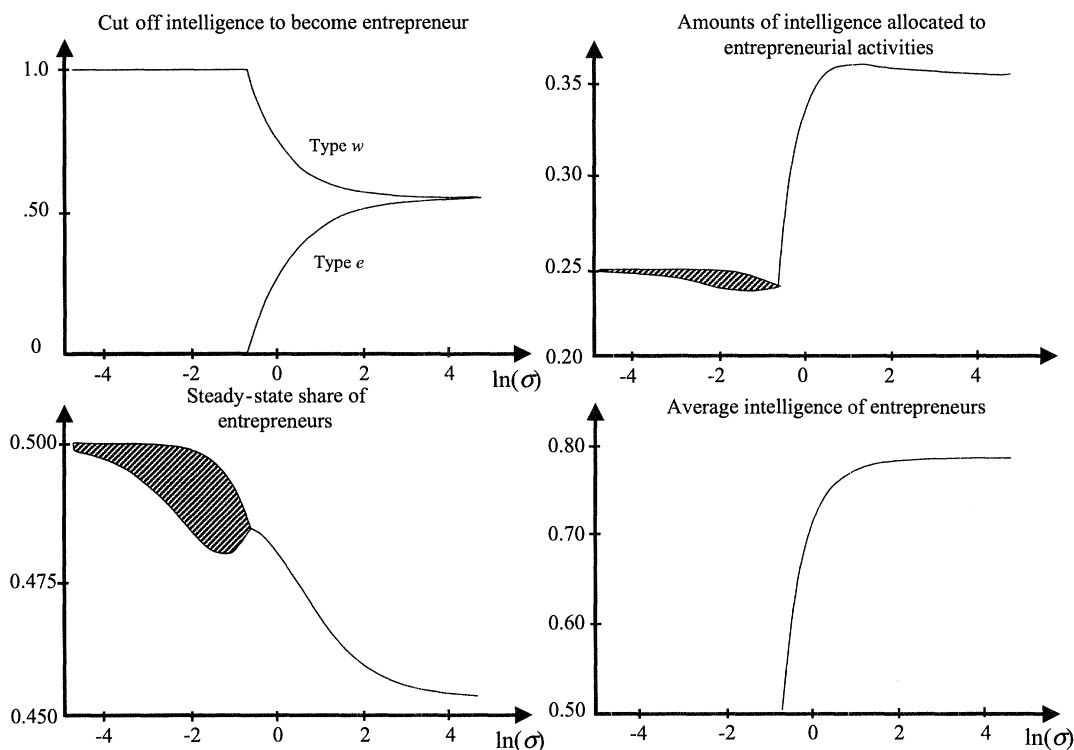 Cut off intelligence to become entrepreneur
1.0
.50
0
Type w
Type e
-4 -2 0 2 4 ln(σ)
Amounts of intelligence allocated to
entrepreneurial activities
0.35
0.30
0.25
0.20
-4 -2 0 2 4
Steady-state share of
entrepreneurs
0.500
0.475
0.450
-4 -2 0 2 4 ln(σ)
Average intelligence of entrepreneurs
0.80
0.70
0.60
0.50
-4 -2 0 2 4 ln(σ)